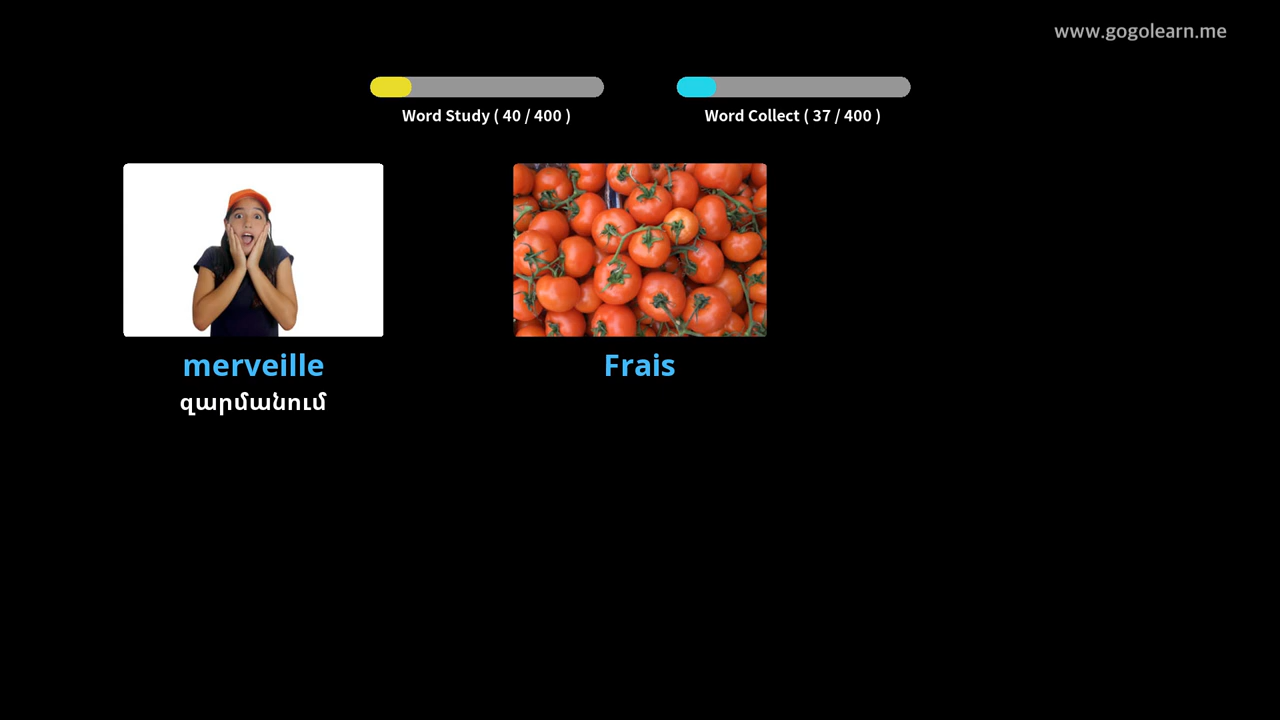 www.gogolearn.me
Word Study ( 40 / 400 )
Word Collect ( 37 / 400 )
merveille
զարմանում
Frais